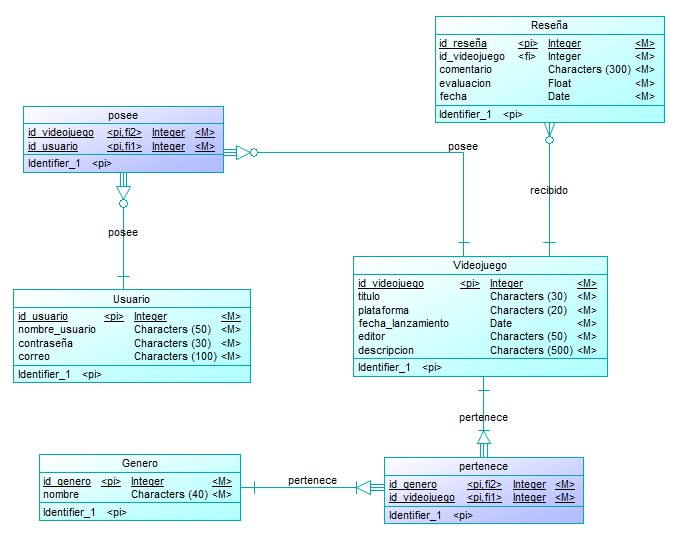 Reseña
id_reseña <pi> Integer <M>
id_videojuego <fi> Integer <M>
comentario Characters (300) <M>
evaluacion Float <M>
fecha Date <M>
Identifier_1 <pi>
posee
id_videojuego <pi,fi2> Integer <M>
id_usuario <pi,fi1> Integer <M>
Identifier_1 <pi>
posee
recibido
posee
Videojuego
id_videojuego <pi> Integer <M>
titulo Characters (30) <M>
plataforma Characters (20) <M>
fecha_lanzamiento Date <M>
editor Characters (50) <M>
descripcion Characters (500) <M>
Identifier_1 <pi>
Usuario
id_usuario <pi> Integer <M>
nombre_usuario Characters (50) <M>
contraseña Characters (30) <M>
correo Characters (100) <M>
Identifier_1 <pi>
pertenece
Genero
id_genero <pi> Integer <M>
nombre Characters (40) <M>
Identifier_1 <pi>
pertenece
pertenece
id_genero <pi,fi2> Integer <M>
id_videojuego <pi,fi1> Integer <M>
Identifier_1 <pi>